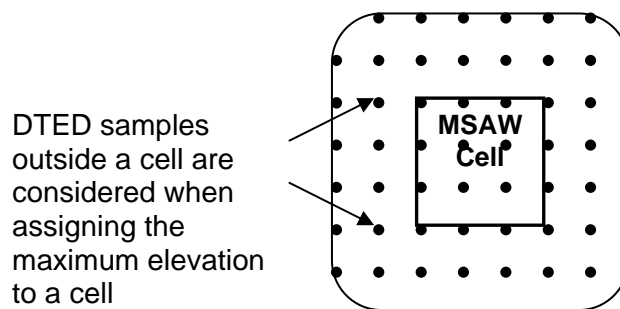 DTED samples
outside a cell are
considered when
assigning the
maximum elevation
to a cell
MSAW
Cell